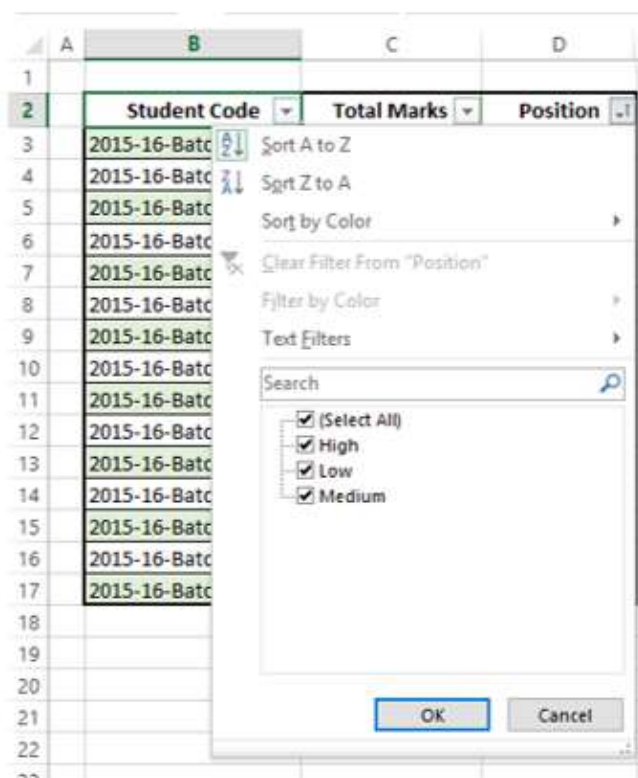 A B C D
1
2 Student Code Total Marks Position
3 2015-16-Batc Sort A to Z
4 2015-16-Batc Sort Z to A
5 2015-16-Batc Sort by Color
6 2015-16-Batc
7 2015-16-Batc Clear Filter From "Position"
8 2015-16-Batc Filter by Color
9 2015-16-Batc Text Filters
10 2015-16-Batc Search
11 2015-16-Batc (Select All)
12 2015-16-Batc High
13 2015-16-Batc Low
14 2015-16-Batc Medium
15 2015-16-Batc
16 2015-16-Batc
17 2015-16-Batc
18
19
20
21 OK Cancel
22